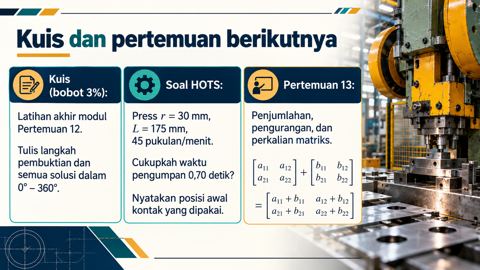 Kuis dan pertemuan berikutnya
Kuis
(bobot 3%):
Latihan akhir modul
Pertemuan 12.
Tulis langkah
pembuktian dan
semua solusi dalam
0° – 360°.
Soal HOTS:
Press r = 30 mm,
L = 175 mm,
45 pukulan/menit.
Cukupkah waktu
pengumpan 0,70 detik?
Nyatakan posisi awal
kontak yang dipakai.
Pertemuan 13:
Penjumlahan,
pengurangan, dan
perkalian matriks.
[a₁₁ a₁₂] + [b₁₁ b₁₂]
[a₂₁ a₂₂] [b₂₁ b₂₂]
= [a₁₁ + b₁₁ a₁₂ + b₁₂]
[a₂₁ + b₂₁ a₂₂ + b₂₂]